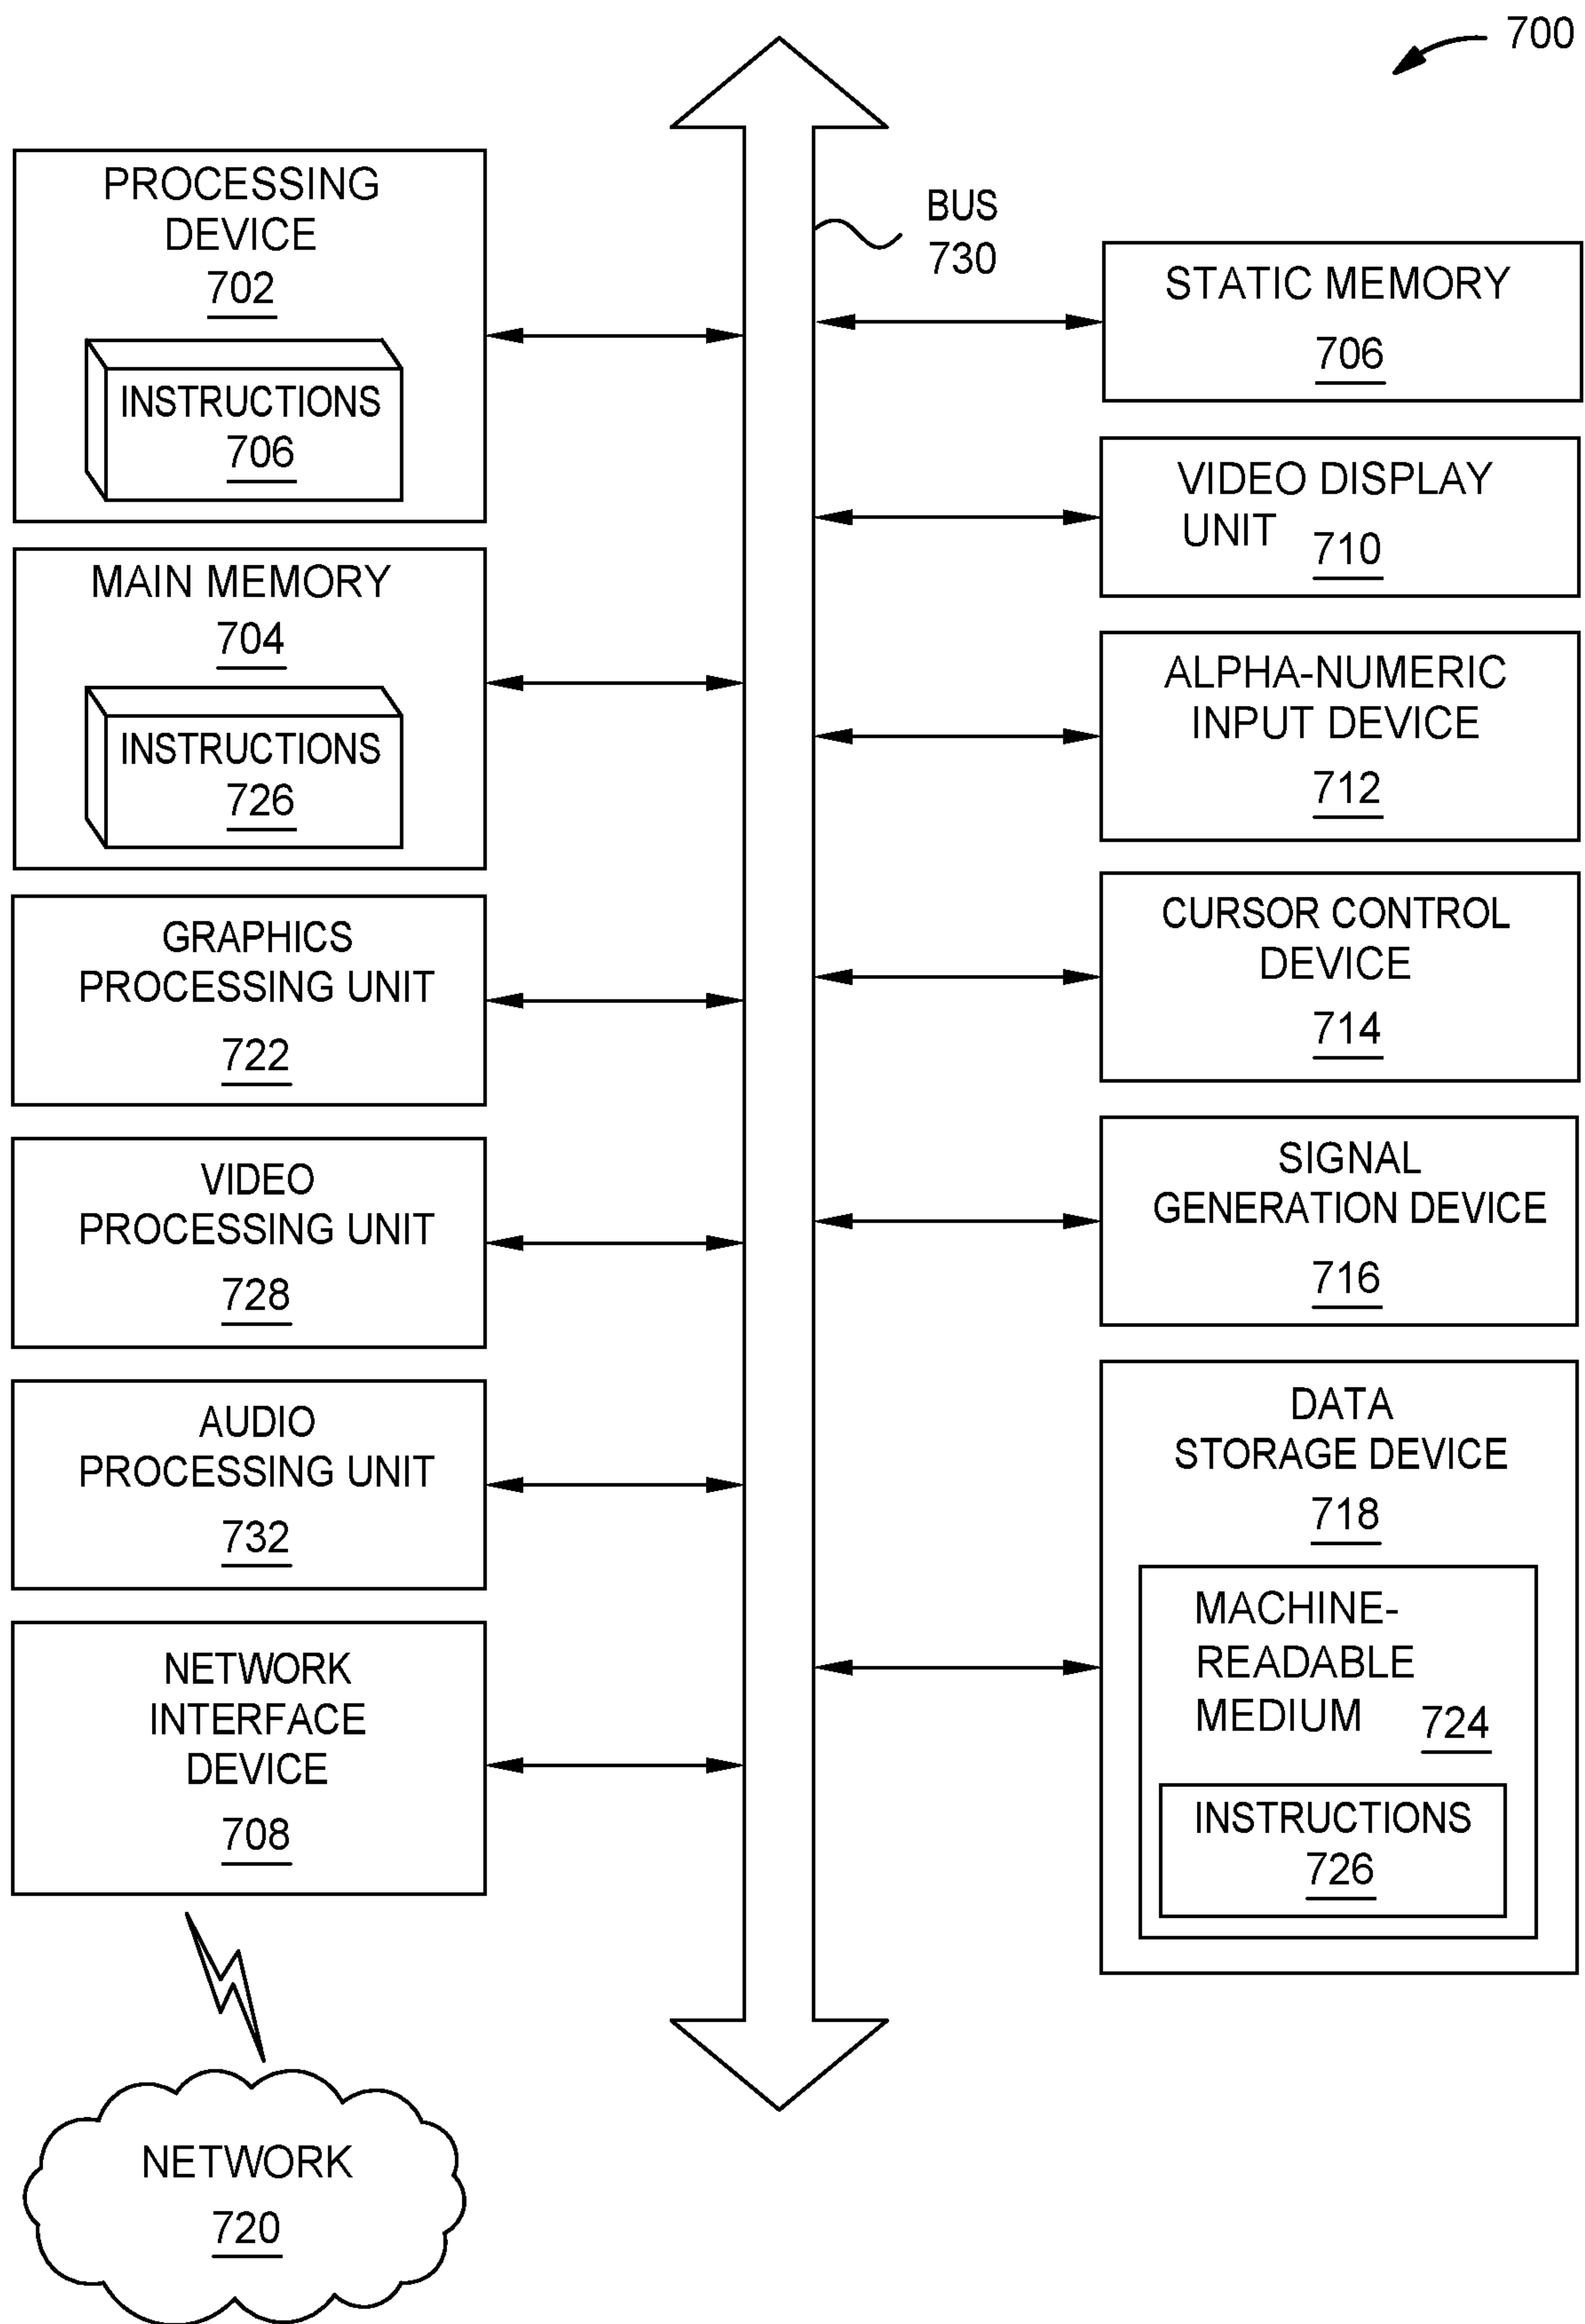 700
PROCESSING
DEVICE
702
INSTRUCTIONS
706
MAIN MEMORY
704
INSTRUCTIONS
726
GRAPHICS
PROCESSING UNIT
722
VIDEO
PROCESSING UNIT
728
AUDIO
PROCESSING UNIT
732
NETWORK
INTERFACE
DEVICE
708
NETWORK
720
BUS
730
STATIC MEMORY
706
VIDEO DISPLAY
UNIT 710
ALPHA-NUMERIC
INPUT DEVICE
712
CURSOR CONTROL
DEVICE
714
SIGNAL
GENERATION DEVICE
716
DATA
STORAGE DEVICE
718
MACHINE-
READABLE
MEDIUM 724
INSTRUCTIONS
726